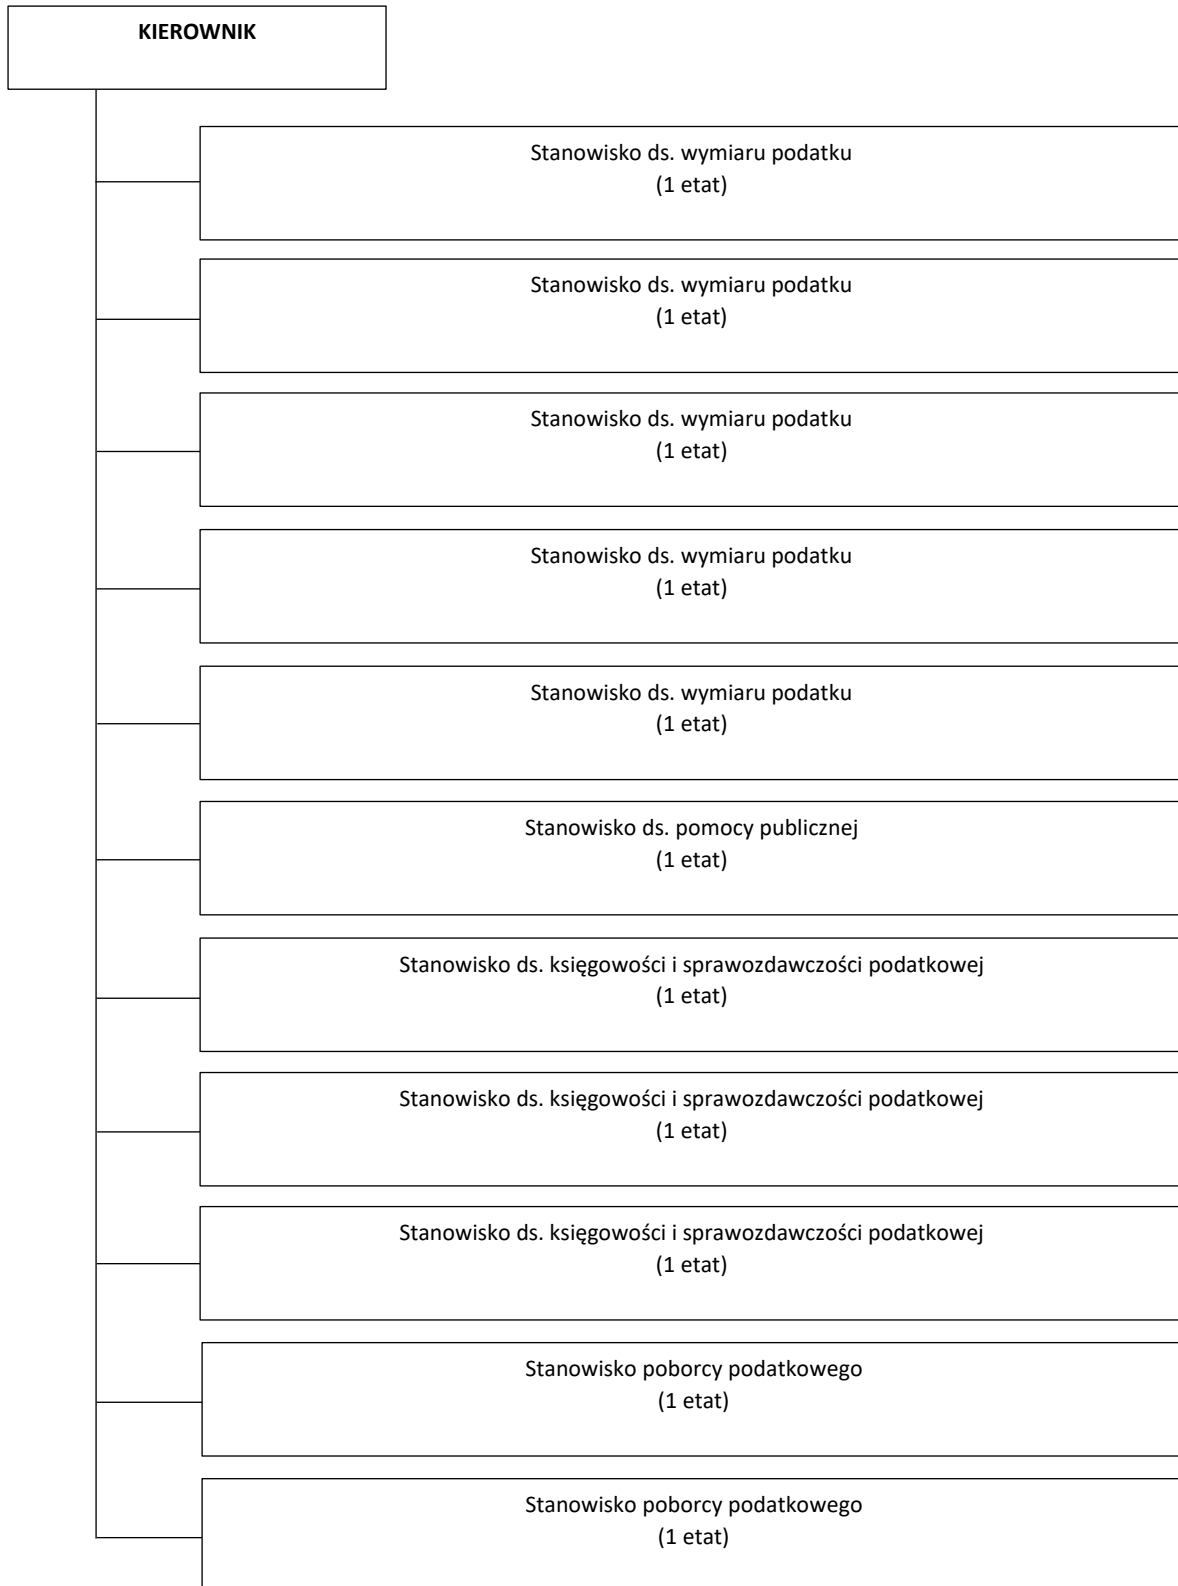 KIEROWNIK
Stanowisko ds. wymiaru podatku
(1 etat)
Stanowisko ds. wymiaru podatku
(1 etat)
Stanowisko ds. wymiaru podatku
(1 etat)
Stanowisko ds. wymiaru podatku
(1 etat)
Stanowisko ds. wymiaru podatku
(1 etat)
Stanowisko ds. pomocy publicznej
(1 etat)
Stanowisko ds. księgowości i sprawozdawczości podatkowej
(1 etat)
Stanowisko ds. księgowości i sprawozdawczości podatkowej
(1 etat)
Stanowisko ds. księgowości i sprawozdawczości podatkowej
(1 etat)
Stanowisko poborcy podatkowego
(1 etat)
Stanowisko poborcy podatkowego
(1 etat)